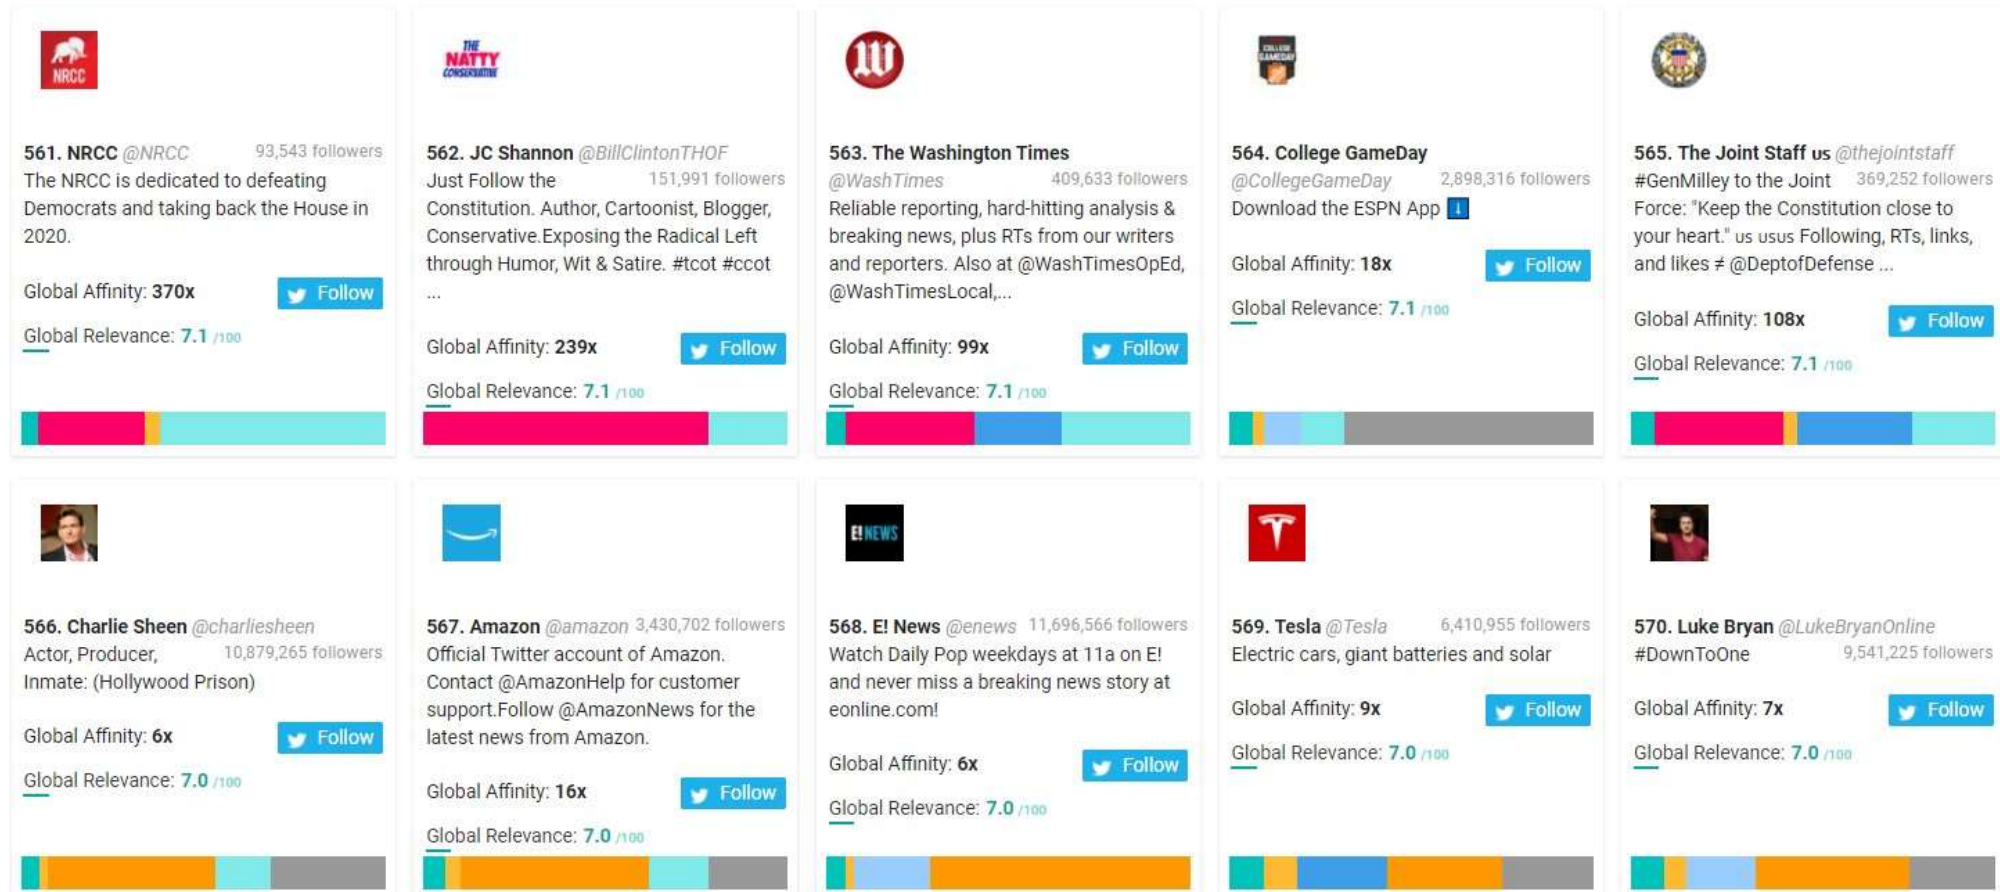 NRCC
561. NRCC @NRCC 93,543 followers
The NRCC is dedicated to defeating
Democrats and taking back the House in
2020.
Global Affinity: 370x Follow
Global Relevance: 7.1 /100
THE
NATTY
CONSERVATIVE
562. JC Shannon @BillClintonTHOF
Just Follow the 151,991 followers
Constitution. Author, Cartoonist, Blogger,
Conservative.Exposing the Radical Left
through Humor, Wit & Satire. #tcot #ccot
...
Global Affinity: 239x Follow
Global Relevance: 7.1 /100
W
563. The Washington Times
@WashTimes 409,633 followers
Reliable reporting, hard-hitting analysis &
breaking news, plus RTs from our writers
and reporters. Also at @WashTimesOpEd,
@WashTimesLocal,...
Global Affinity: 99x Follow
Global Relevance: 7.1 /100
COLLEGE
GAMEDAY
564. College GameDay
@CollegeGameDay 2,898,316 followers
Download the ESPN App ⬇
Global Affinity: 18x Follow
Global Relevance: 7.1 /100
565. The Joint Staff us @thejointstaff
#GenMilley to the Joint 369,252 followers
Force: "Keep the Constitution close to
your heart." us usus Following, RTs, links,
and likes ≠ @DeptofDefense ...
Global Affinity: 108x Follow
Global Relevance: 7.1 /100
566. Charlie Sheen @charliesheen
Actor, Producer, 10,879,265 followers
Inmate: (Hollywood Prison)
Global Affinity: 6x Follow
Global Relevance: 7.0 /100
567. Amazon @amazon 3,430,702 followers
Official Twitter account of Amazon.
Contact @AmazonHelp for customer
support.Follow @AmazonNews for the
latest news from Amazon.
Global Affinity: 16x Follow
Global Relevance: 7.0 /100
E! NEWS
568. E! News @enews 11,696,566 followers
Watch Daily Pop weekdays at 11a on E!
and never miss a breaking news story at
eonline.com!
Global Affinity: 6x Follow
Global Relevance: 7.0 /100
569. Tesla @Tesla 6,410,955 followers
Electric cars, giant batteries and solar
Global Affinity: 9x Follow
Global Relevance: 7.0 /100
570. Luke Bryan @LukeBryanOnline
#DownToOne 9,541,225 followers
Global Affinity: 7x Follow
Global Relevance: 7.0 /100